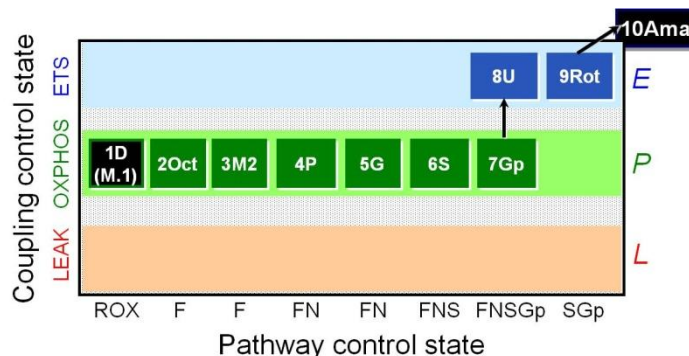 10Ama
Coupling control state
ETS
8U
9Rot
E
OXPHOS
1D
(M.1)
2Oct
3M2
4P
5G
6S
7Gp
P
LEAK
L
ROX
F
F
FN
FN
FNS
FNSGp
SGp
Pathway control state